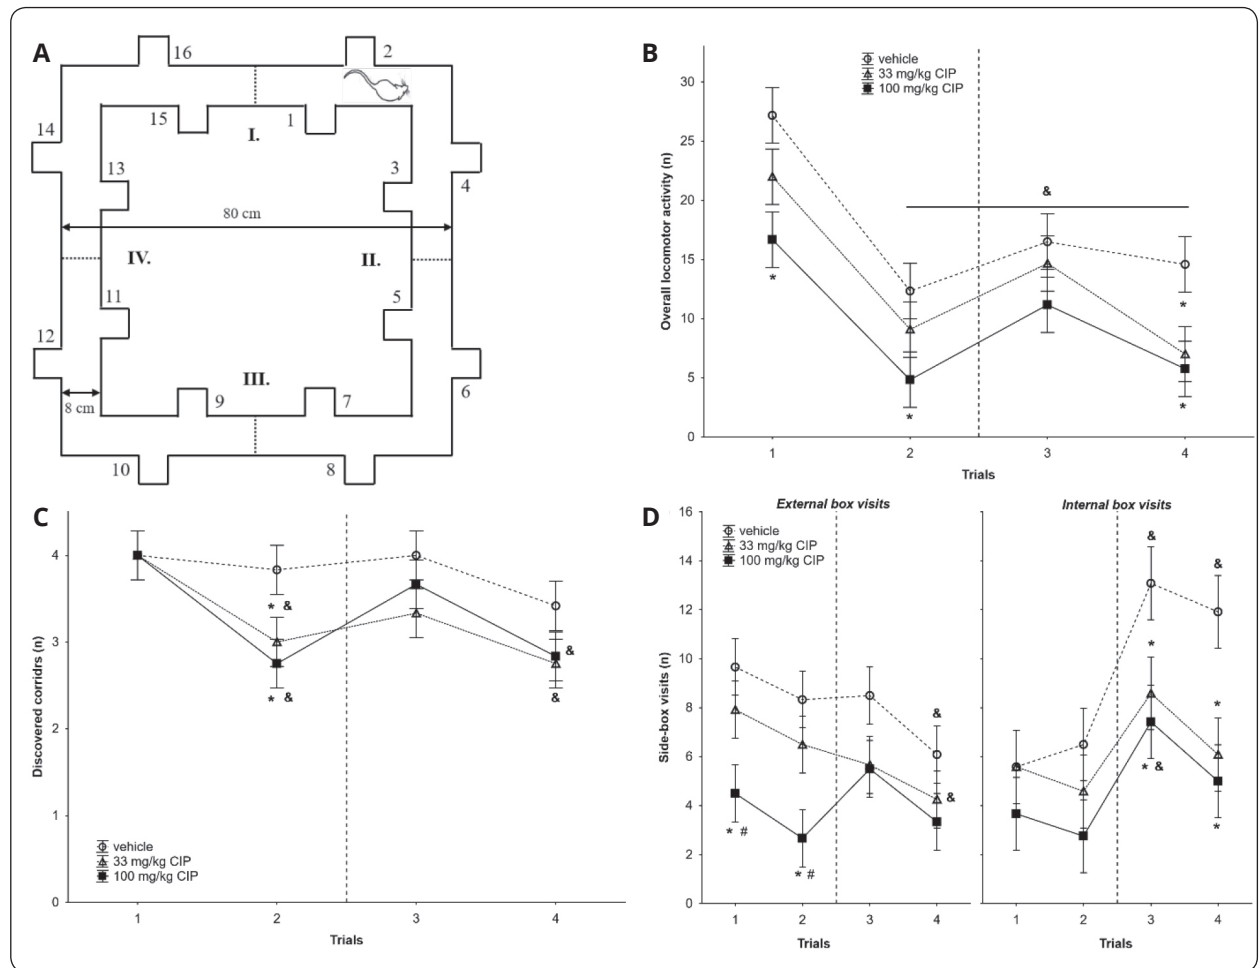 A
16
2
14
15
1
I.
13
3
4
80 cm
IV.
II.
11
5
12
III.
8 cm
9
7
6
10
8
B
vehicle
33 mg/kg CIP
100 mg/kg CIP
Overall locomotor activity (n)
30
25
20
15
10
5
0
&
*
*
*
*
1 2 3 4
Trials
C
Discovered corridrs (n)
4
3
2
1
0
* &
* &
&
&
vehicle
33 mg/kg CIP
100 mg/kg CIP
1 2 3 4
Trials
D
External box visits
Internal box visits
vehicle
33 mg/kg CIP
100 mg/kg CIP
Side-box visits (n)
16
14
12
10
8
6
4
2
0
* #
* #
&
&
&
&
*
*
* &
*
1 2 3 4
1 2 3 4
Trials
Trials